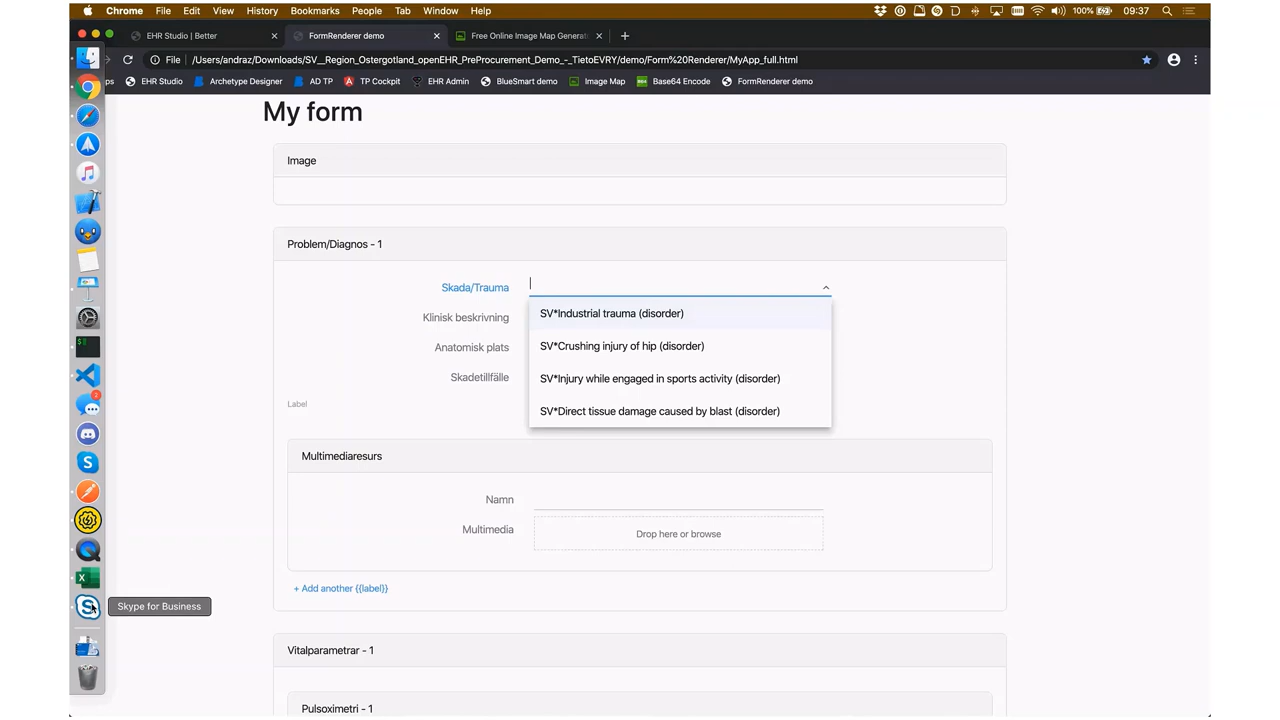 Chrome File Edit View History Bookmarks People Tab Window Help 100% 09:37
EHR Studio | Better FormRenderer demo Free Online Image Map Generat
File /Users/andraz/Downloads/SV__Region_Ostergotland_openEHR_PreProcurement_Demo_-_TietoEVRY/demo/Form%20Renderer/MyApp_full.html
ps EHR Studio Archetype Designer AD TP TP Cockpit EHR Admin BlueSmart demo Image Map Base64 Encode FormRenderer demo
My form
Image
Problem/Diagnos - 1
Skada/Trauma
SV*Industrial trauma (disorder)
Klinisk beskrivning
Anatomisk plats
SV*Crushing injury of hip (disorder)
Skadetillfälle
SV*Injury while engaged in sports activity (disorder)
Label
SV*Direct tissue damage caused by blast (disorder)
Multimediaresurs
Namn
Multimedia
Drop here or browse
+ Add another {{label}}
Skype for Business
Vitalparametrar - 1
Pulsoximetri - 1